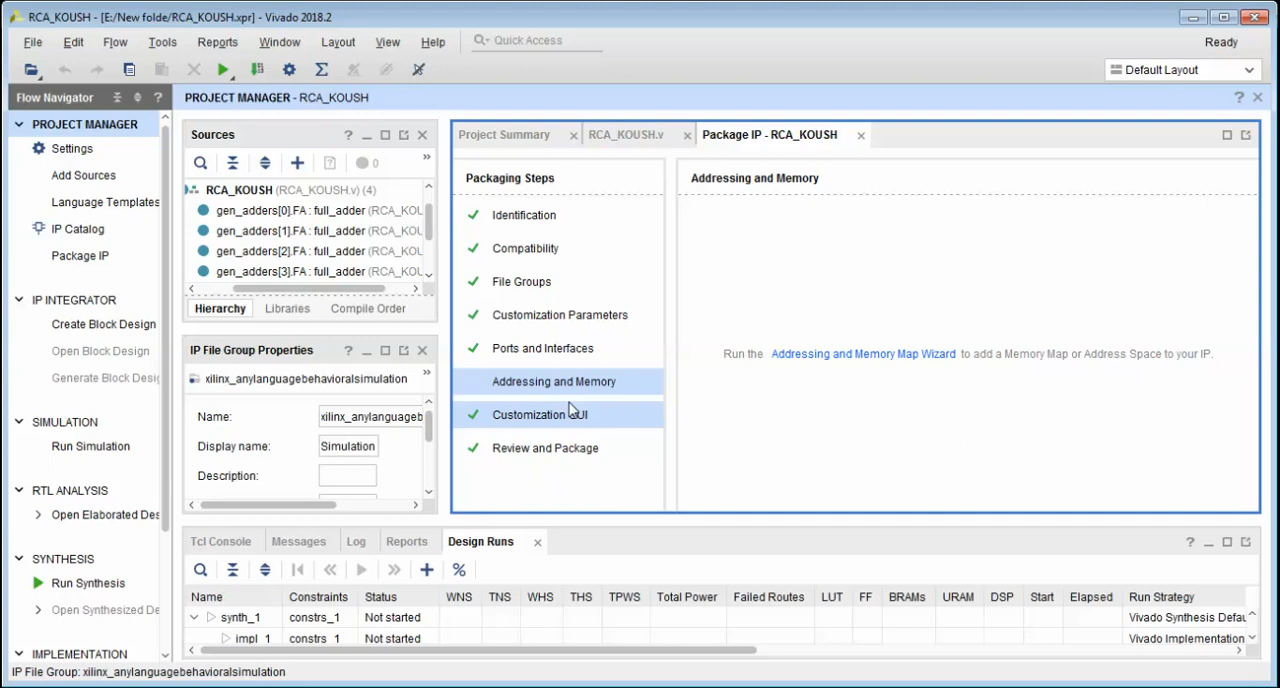 RCA_KOUSH - [E:/New folde/RCA_KOUSH.xpr] - Vivado 2018.2
File Edit Flow Tools Reports Window Layout View Help Quick Access Ready
Default Layout
Flow Navigator ?
PROJECT MANAGER - RCA_KOUSH ?
PROJECT MANAGER
Settings
Add Sources
Language Templates
IP Catalog
Package IP
IP INTEGRATOR
Create Block Design
Open Block Design
Generate Block Desi
SIMULATION
Run Simulation
RTL ANALYSIS
Open Elaborated Des
SYNTHESIS
Run Synthesis
Open Synthesized De
IMPLEMENTATION
Sources ?
? 0
RCA_KOUSH (RCA_KOUSH.v) (4)
gen_adders[0].FA : full_adder (RCA_KOU
gen_adders[1].FA : full_adder (RCA_KOU
gen_adders[2].FA : full_adder (RCA_KOU
gen_adders[3].FA : full_adder (RCA_KOU
Hierarchy Libraries Compile Order
IP File Group Properties ?
xilinx_anylanguagebehavioralsimulation
Name: xilinx_anylanguageb
Display name: Simulation
Description:
Project Summary RCA_KOUSH.v Package IP - RCA_KOUSH
Packaging Steps
Identification
Compatibility
File Groups
Customization Parameters
Ports and Interfaces
Addressing and Memory
Customization GUI
Review and Package
Addressing and Memory
Run the Addressing and Memory Map Wizard to add a Memory Map or Address Space to your IP.
Tcl Console Messages Log Reports Design Runs ?
%
Name Constraints Status WNS TNS WHS THS TPWS Total Power Failed Routes LUT FF BRAMs URAM DSP Start Elapsed Run Strategy
synth_1 constrs_1 Not started Vivado Synthesis Defau
impl_1 constrs_1 Not started Vivado Implementation
IP File Group: xilinx_anylanguagebehavioralsimulation